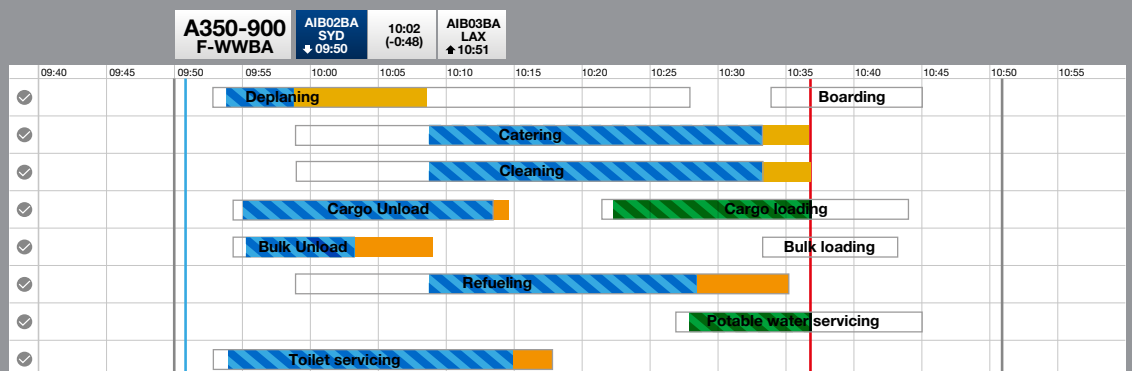 A350-900
F-WWBA
AIB02BA
SYD
09:50
10:02
(-0:48)
AIB03BA
LAX
10:51
09:40 09:45 09:50 09:55 10:00 10:05 10:10 10:15 10:20 10:25 10:30 10:35 10:40 10:45 10:50 10:55
Deplaning Boarding
Catering
Cleaning
Cargo Unload Cargo loading
Bulk Unload Bulk loading
Refueling
Potable water servicing
Toilet servicing